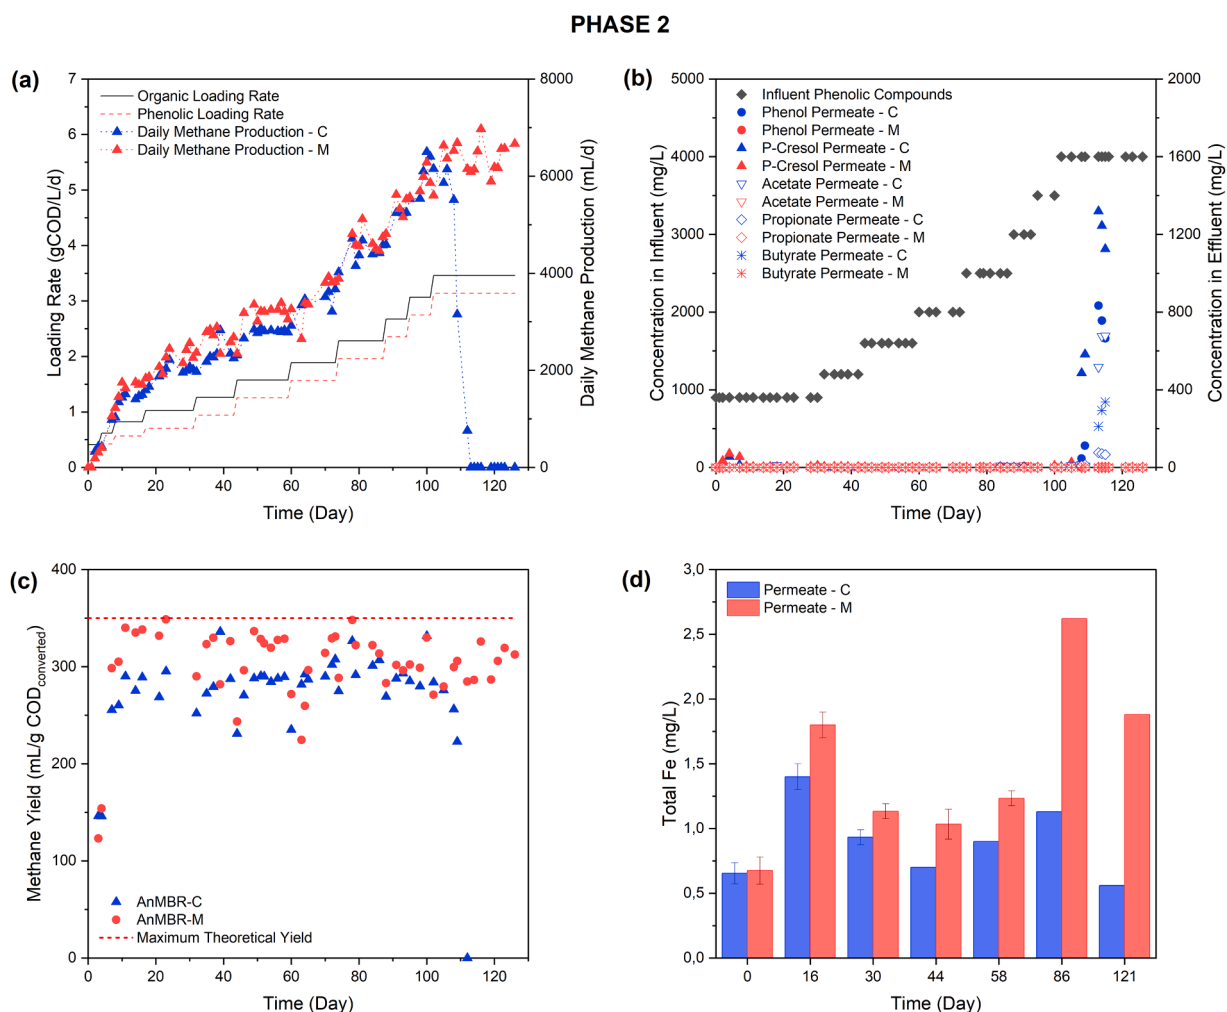 PHASE 2
(a)
7
6
5
4
3
2
1
0
Loading Rate (gCOD/L/d)
Organic Loading Rate
Phenolic Loading Rate
Daily Methane Production - C
Daily Methane Production - M
8000
6000
4000
2000
0
Daily Methane Production (mL/d)
0 20 40 60 80 100 120
Time (Day)
(b)
5000
4000
3000
2000
1000
0
Concentration in Influent (mg/L)
Influent Phenolic Compounds
Phenol Permeate - C
Phenol Permeate - M
P-Cresol Permeate - C
P-Cresol Permeate - M
Acetate Permeate - C
Acetate Permeate - M
Propionate Permeate - C
Propionate Permeate - M
Butyrate Permeate - C
Butyrate Permeate - M
2000
1600
1200
800
400
0
Concentration in Effluent (mg/L)
0 20 40 60 80 100 120
Time (Day)
(c)
400
300
200
100
0
Methane Yield (mL/g CODconverted)
AnMBR-C
AnMBR-M
Maximum Theoretical Yield
0 20 40 60 80 100 120
Time (Day)
(d)
3,0
2,5
2,0
1,5
1,0
0,5
0,0
Total Fe (mg/L)
Permeate - C
Permeate - M
0 16 30 44 58 86 121
Time (Day)